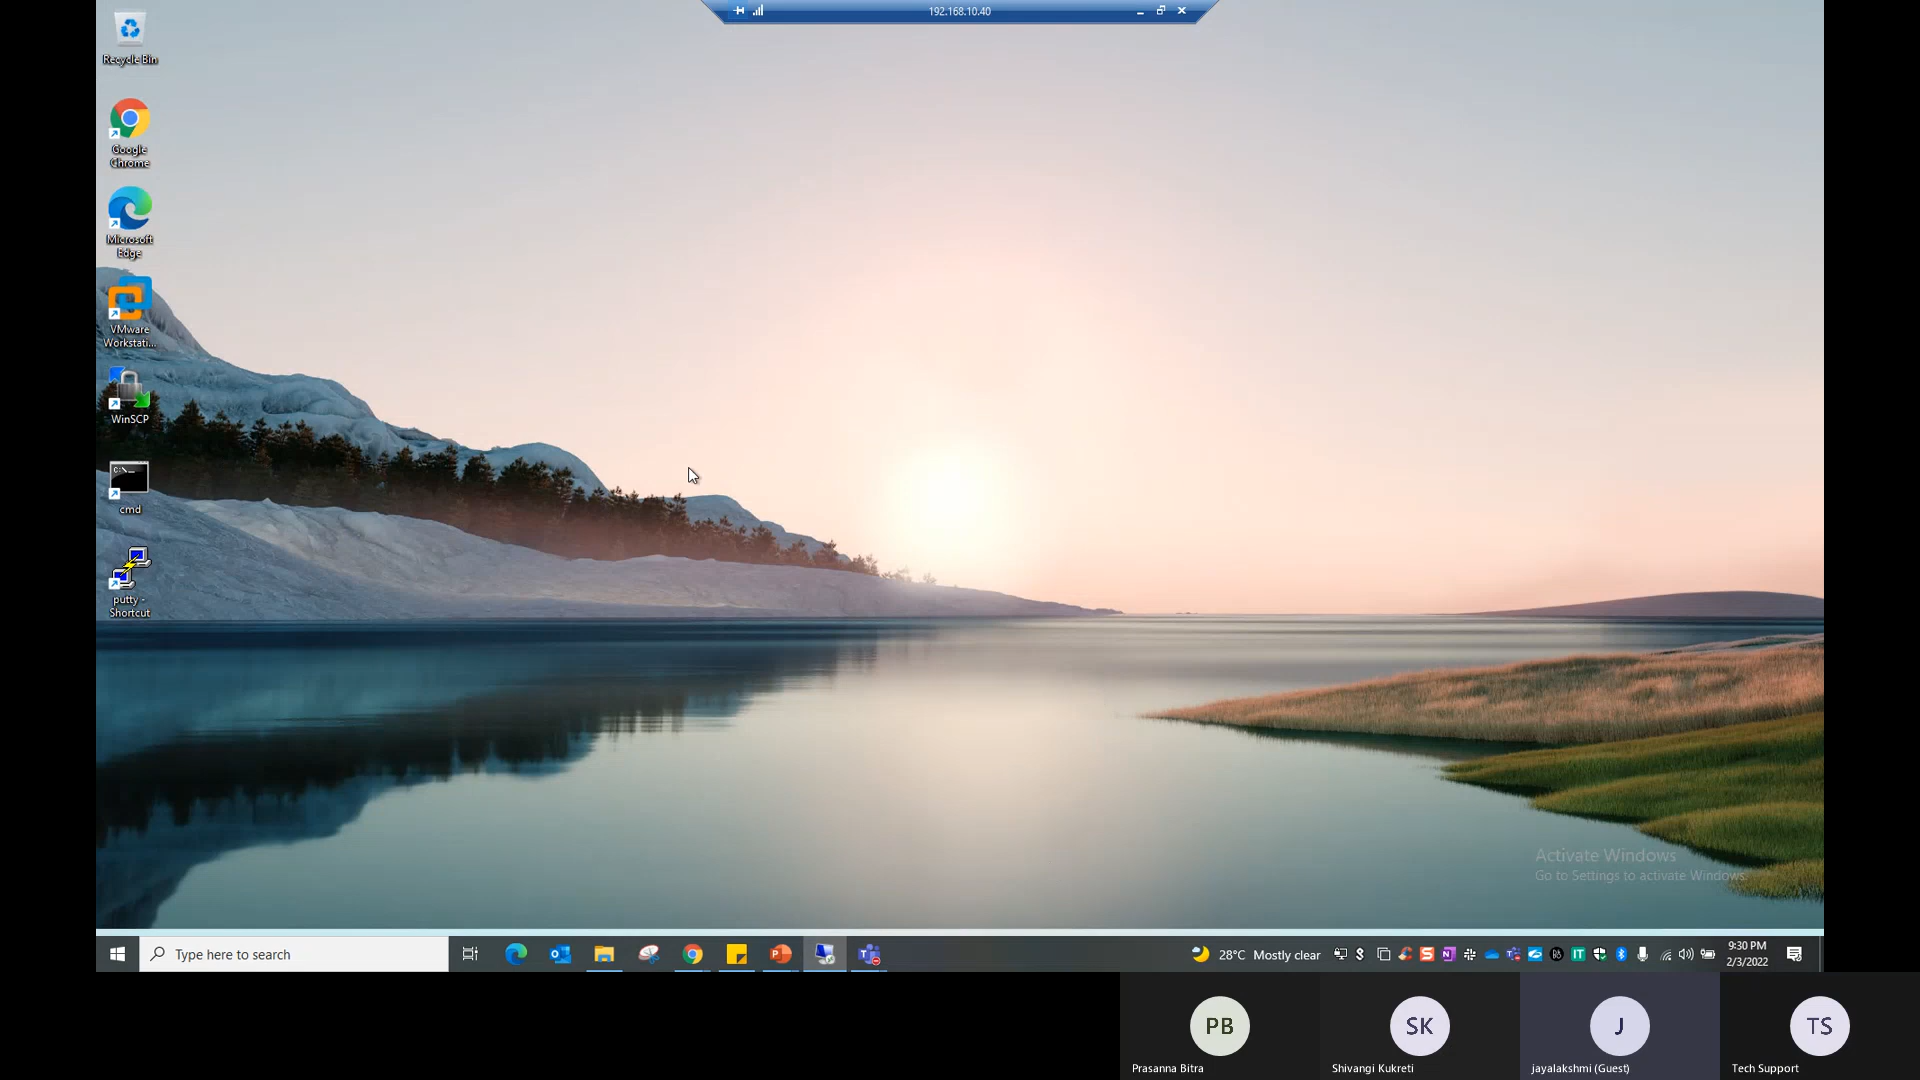 192.168.10.40
Recycle Bin
Google
Chrome
Microsoft
Edge
VMware
Workstati...
WinSCP
C:\_
cmd
putty -
Shortcut
Activate Windows
Go to Settings to activate Windows.
Type here to search
28°C Mostly clear
9:30 PM
2/3/2022
PB
SK
J
TS
Prasanna Bitra
Shivangi Kukreti
jayalakshmi (Guest)
Tech Support